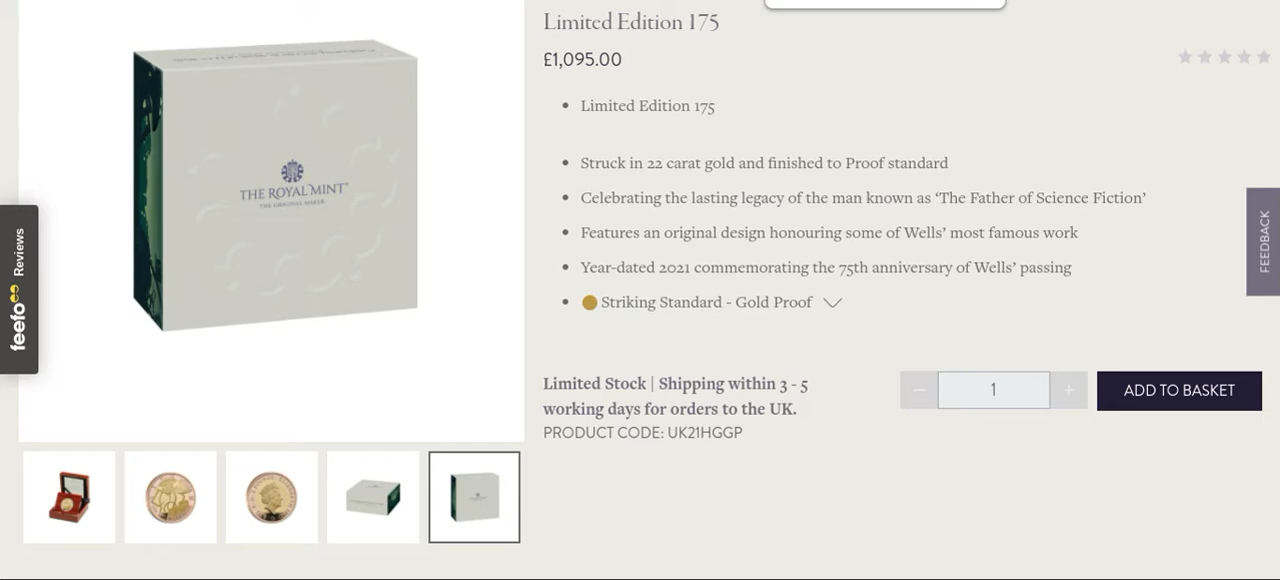 Limited Edition 175
£1,095.00
Limited Edition 175
Struck in 22 carat gold and finished to Proof standard
Celebrating the lasting legacy of the man known as ‘The Father of Science Fiction’
Features an original design honouring some of Wells’ most famous work
Year-dated 2021 commemorating the 75th anniversary of Wells’ passing
Striking Standard - Gold Proof
Limited Stock | Shipping within 3 - 5
working days for orders to the UK.
PRODUCT CODE: UK21HGGP
− 1 +
ADD TO BASKET
THE ROYAL MINT®
THE ORIGINAL MAKER
feefo Reviews
FEEDBACK